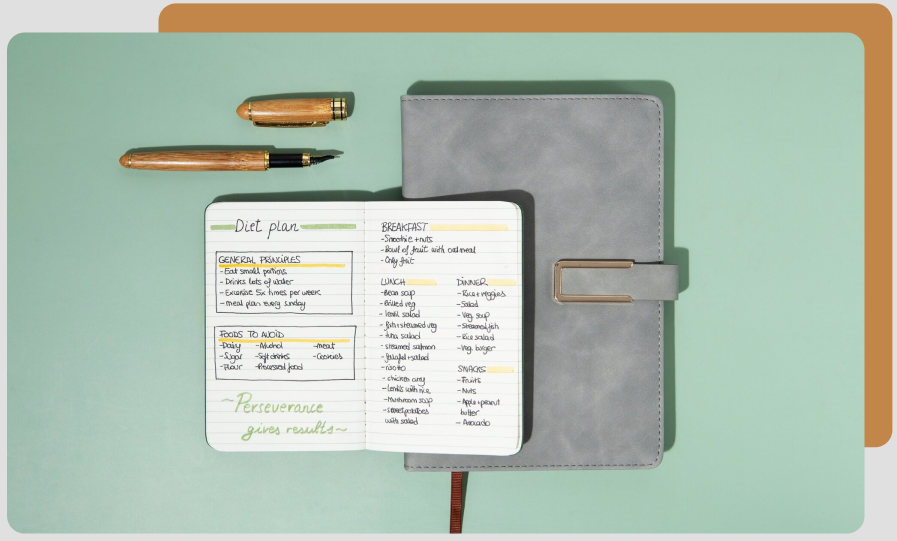 Diet plan
GENERAL PRINCIPLES
- Eat small portions
- Drinks lots of water
- Exercise Six times per week
- meal plan every sunday
FOODS TO AVOID
- Dairy - Alcohol - meat
- Sugar - Soft drinks
- Flour - Processed food
~ Perseverance
gives results ~
BREAKFAST
- Smoothie + nuts
- Bowl of fruit with oatmeal
- Only fruit
LUNCH
- Bean soup
- Grilled veg
- lentil salad
- fish + steamed veg
- tuna salad
- steamed salmon
- falafel + salad
- risotto
- chicken curry
- Lentils with rice
- Mushroom soup
- sweet potatoes
with salad
DINNER
- Rice + veggies
- Salad
- Veg soup
- Steamed fish
- Rice salad
- Veg. burger
SNACKS
- Fruits
- Nuts
- Apple + peanut
butter
- Avocado